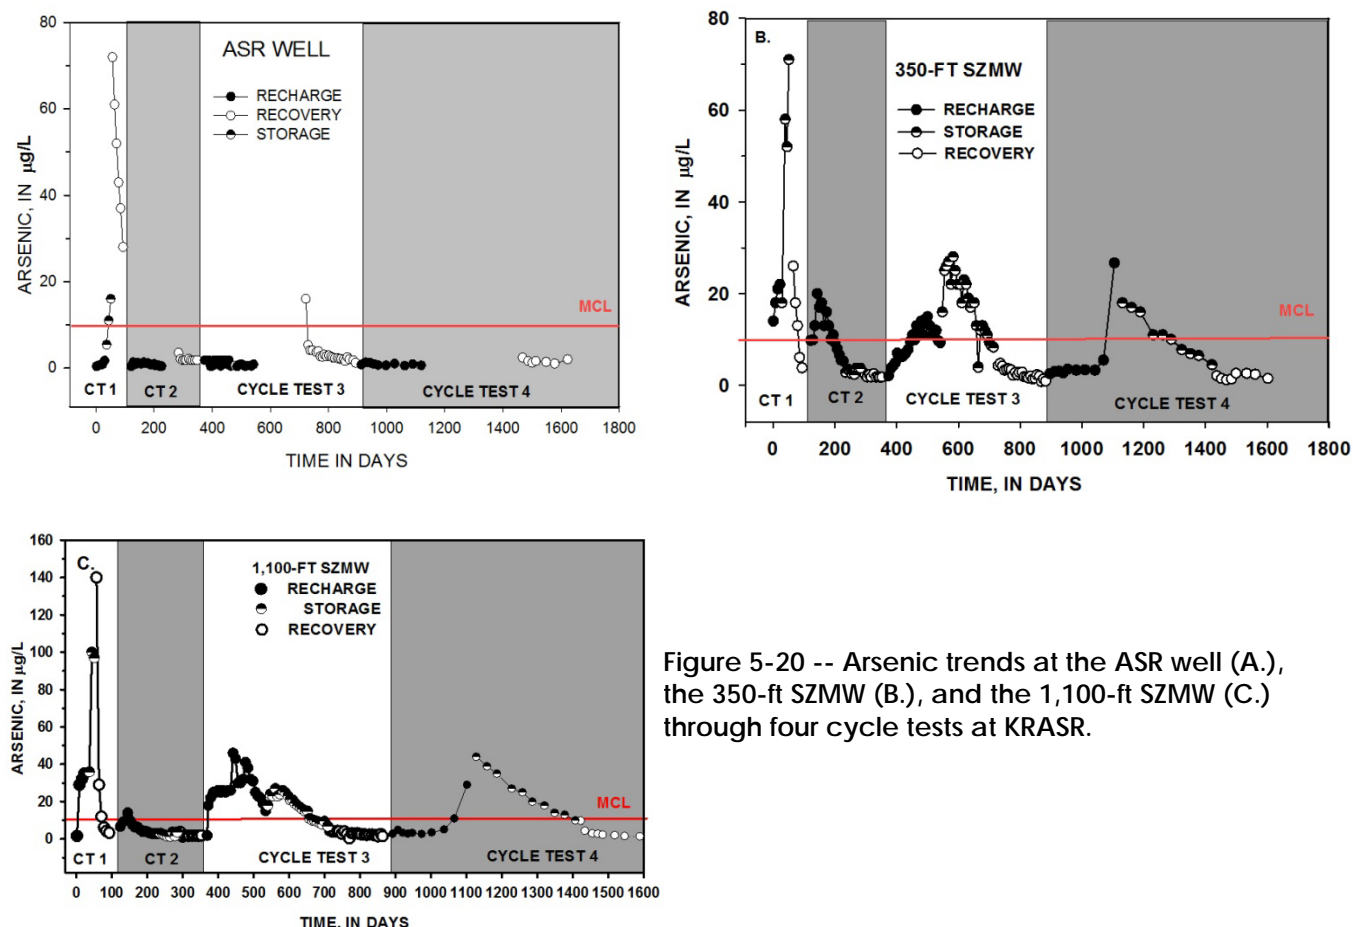 80
60
40
20
0
ARSENIC, IN µg/L
ASR WELL
RECHARGE
RECOVERY
STORAGE
MCL
CT 1
CT 2
CYCLE TEST 3
CYCLE TEST 4
0 200 400 600 800 1000 1200 1400 1600 1800
TIME IN DAYS
80
60
40
20
0
ARSENIC, IN µg/L
B.
350-FT SZMW
RECHARGE
STORAGE
RECOVERY
MCL
CT 1
CT 2
CYCLE TEST 3
CYCLE TEST 4
0 200 400 600 800 1000 1200 1400 1600 1800
TIME, IN DAYS
160
140
120
100
80
60
40
20
0
ARSENIC, IN µg/L
C.
1,100-FT SZMW
RECHARGE
STORAGE
RECOVERY
MCL
CT 1
CT 2
CYCLE TEST 3
CYCLE TEST 4
0 100 200 300 400 500 600 700 800 900 1000 1100 1200 1300 1400 1500 1600
TIME, IN DAYS
Figure 5-20 -- Arsenic trends at the ASR well (A.),
the 350-ft SZMW (B.), and the 1,100-ft SZMW (C.)
through four cycle tests at KRASR.